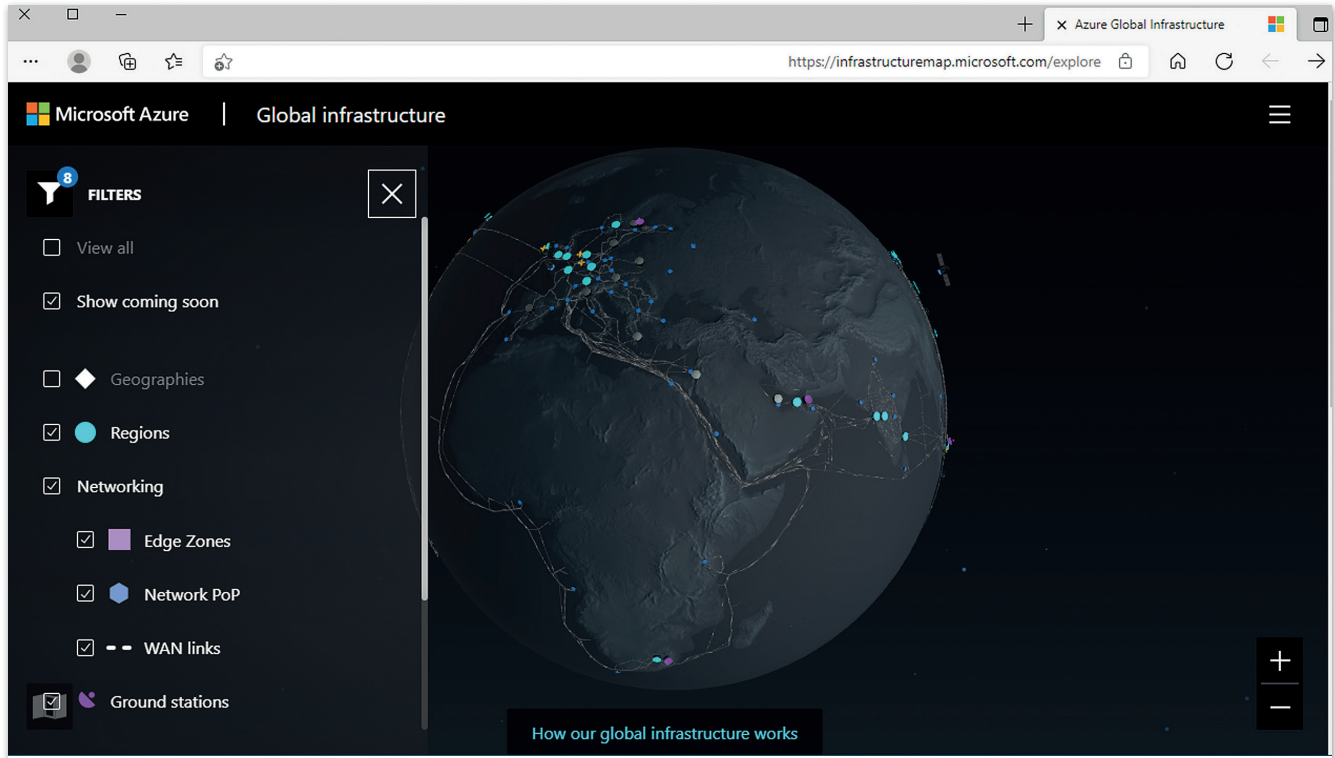 Azure Global Infrastructure
https://infrastructuremap.microsoft.com/explore
Microsoft Azure | Global infrastructure
8
FILTERS
View all
Show coming soon
Geographies
Regions
Networking
Edge Zones
Network PoP
WAN links
Ground stations
How our global infrastructure works